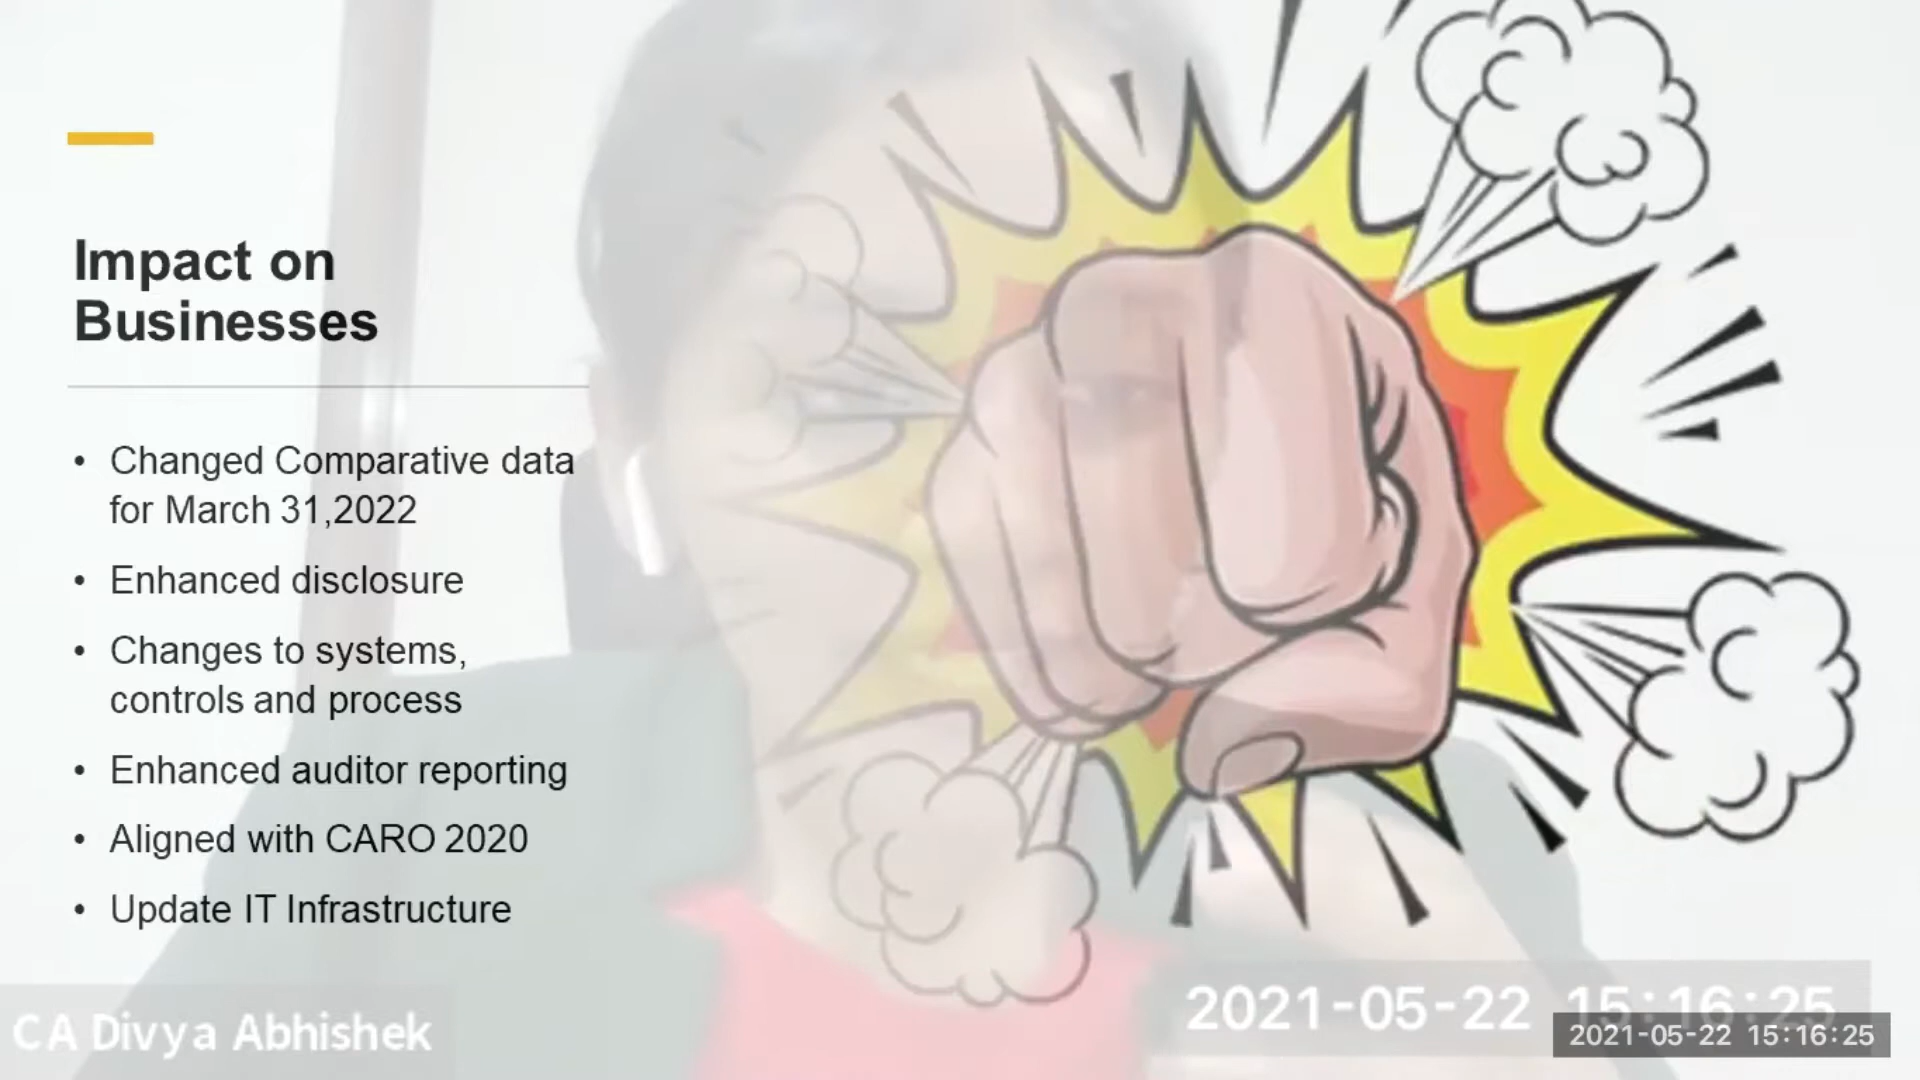 Impact on
Businesses
• Changed Comparative data
for March 31,2022
• Enhanced disclosure
• Changes to systems,
controls and process
• Enhanced auditor reporting
• Aligned with CARO 2020
• Update IT Infrastructure
CA Divya Abhishek
2021-05-22 15:16:25
2021-05-22 15:16:25